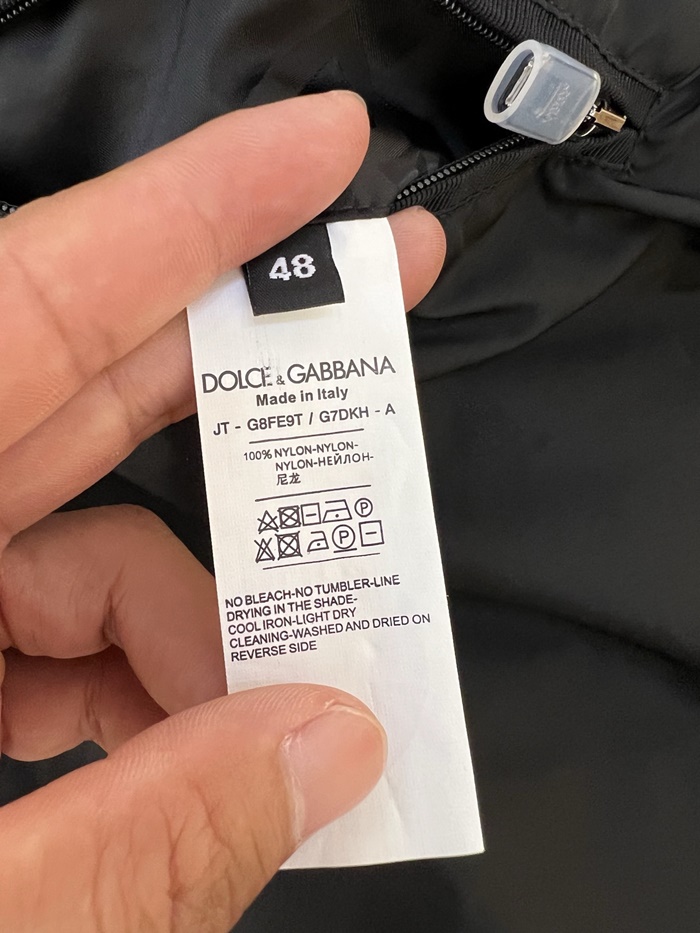 48
DOLCE & GABBANA
Made in Italy
JT - G8FE9T / G7DKH - A
100% NYLON-NYLON-
NYLON-НЕЙЛОН-
尼龙
P
P
NO BLEACH-NO TUMBLER-LINE
DRYING IN THE SHADE-
COOL IRON-LIGHT DRY
CLEANING-WASHED AND DRIED ON
REVERSE SIDE